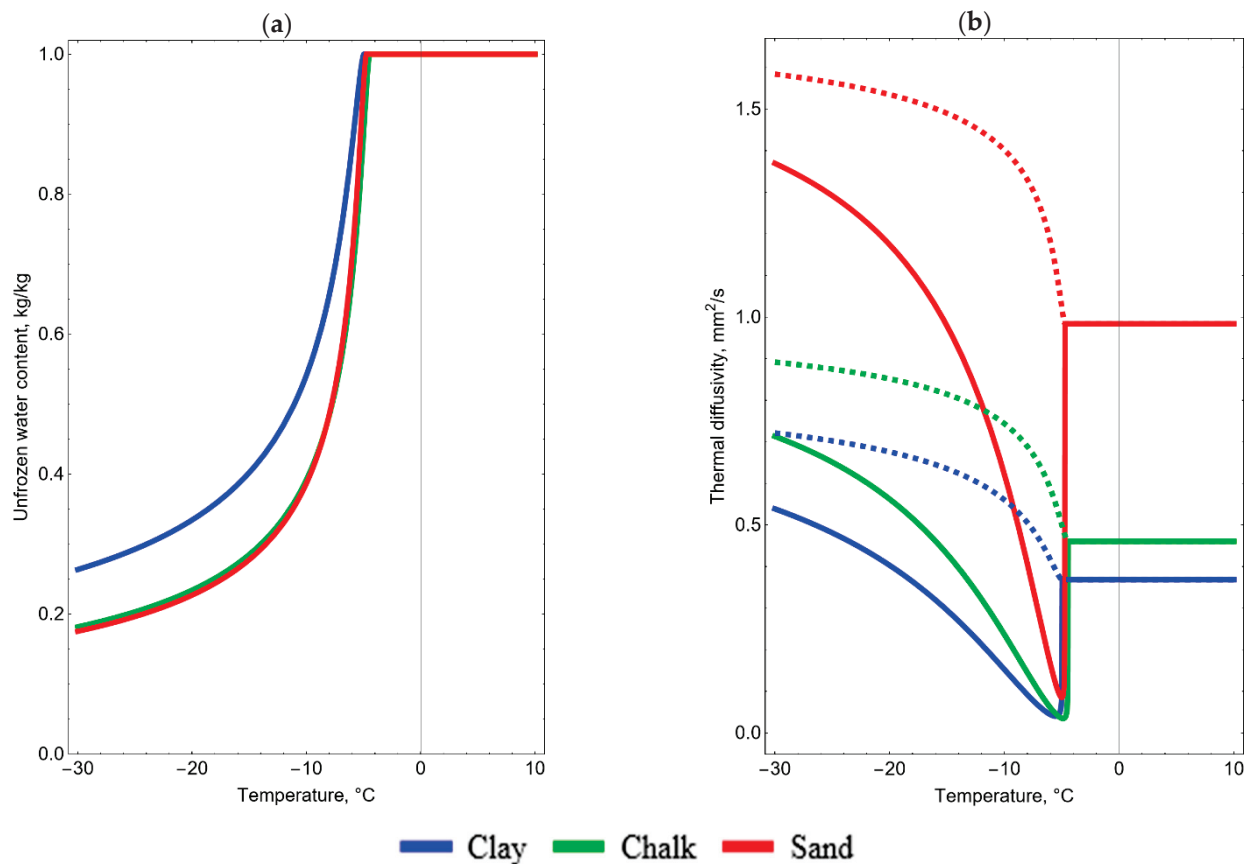 (a)
(b)
Unfrozen water content, kg/kg
1.0
0.8
0.6
0.4
0.2
0.0
−30
−20
−10
0
10
Temperature, °C
Thermal diffusivity, mm²/s
1.5
1.0
0.5
0.0
−30
−20
−10
0
10
Temperature, °C
Clay Chalk Sand